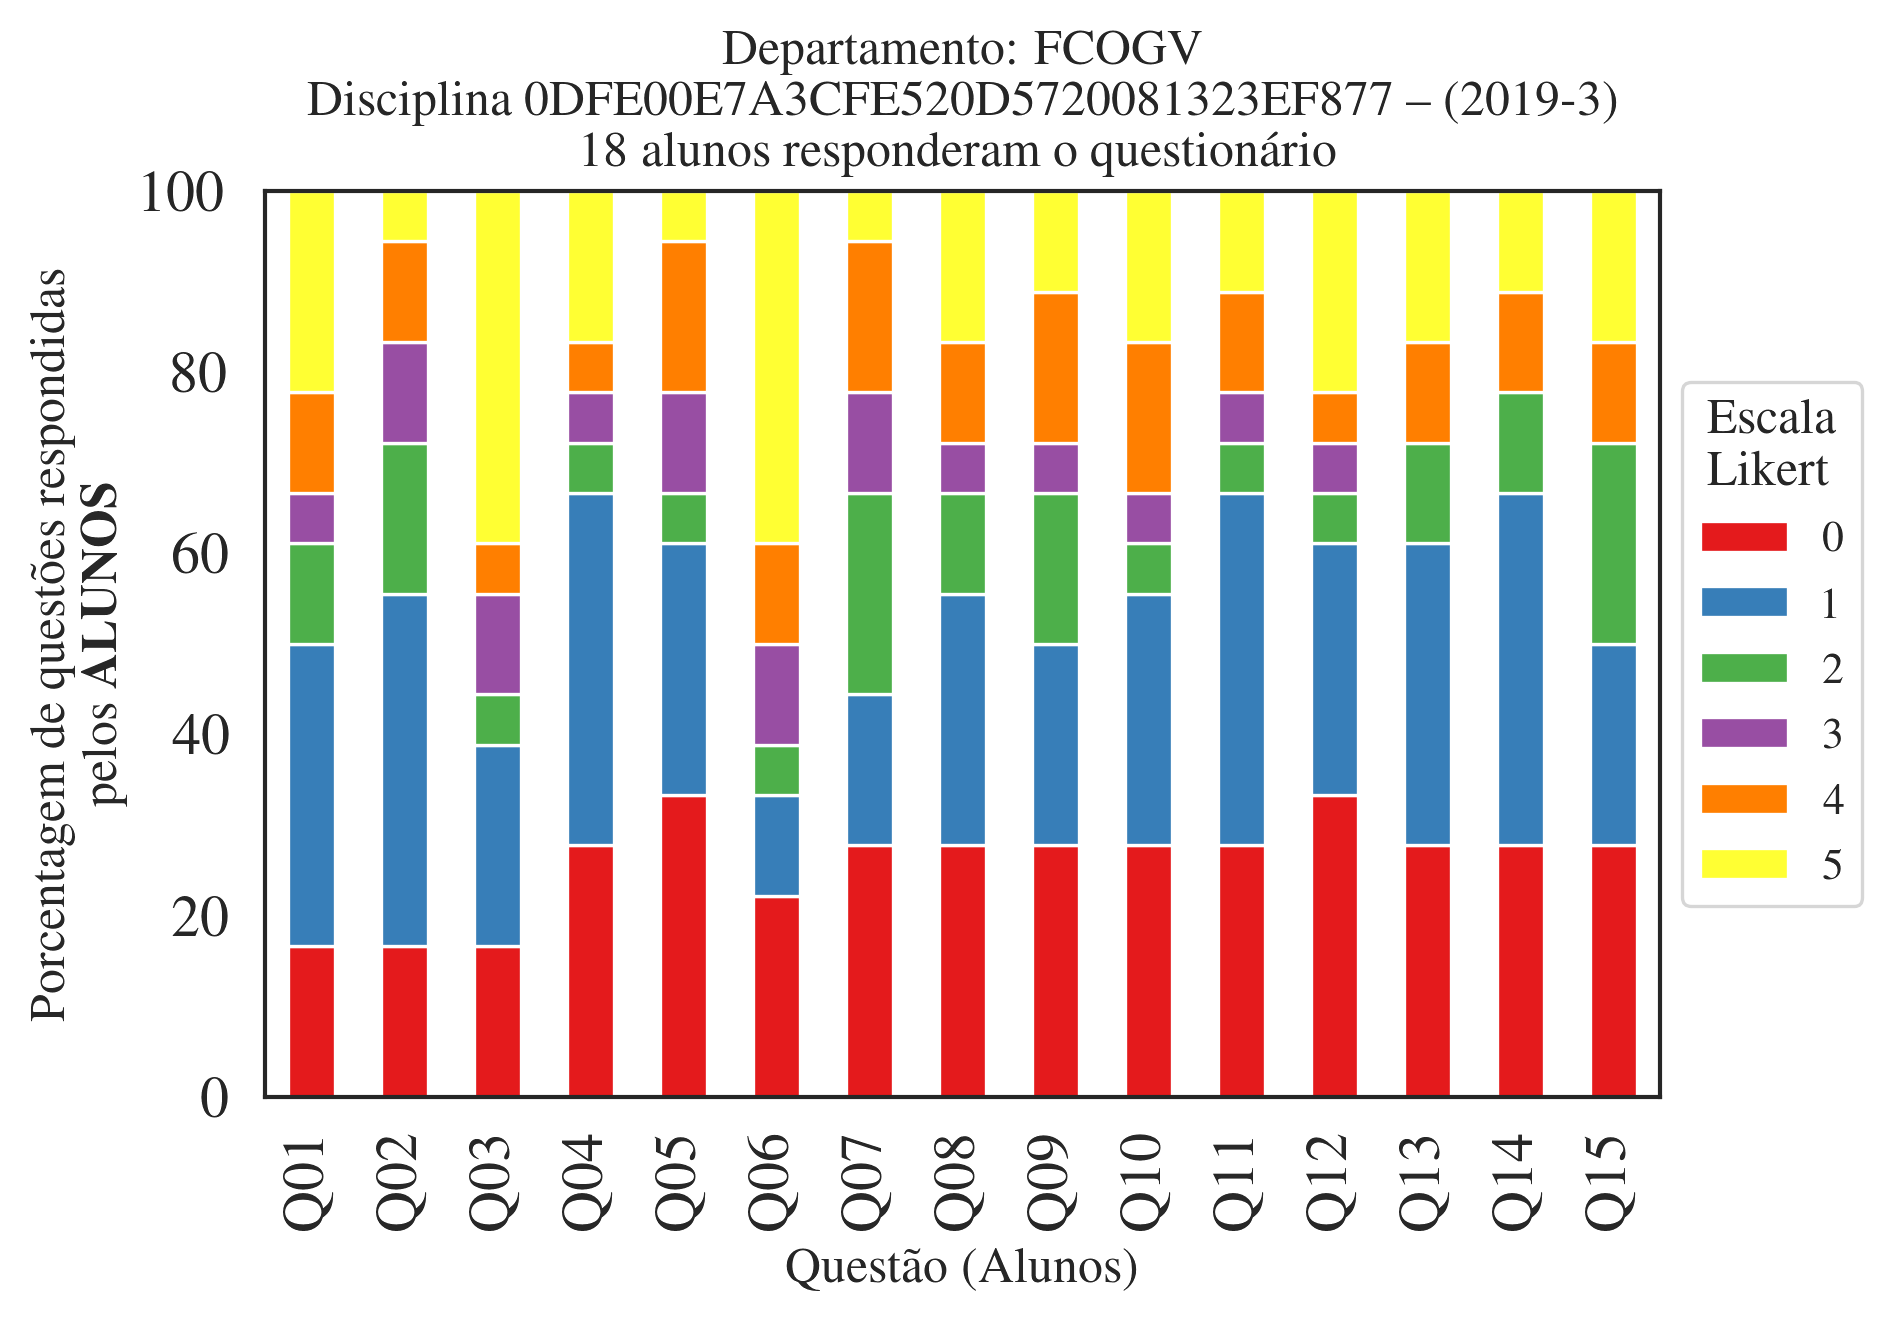 Departamento: FCOGV
Disciplina 0DFE00E7A3CFE520D5720081323EF877 – (2019-3)
18 alunos responderam o questionário
Porcentagem de questões respondidas
pelos ALUNOS
100
80
60
40
20
0
Q01
Q02
Q03
Q04
Q05
Q06
Q07
Q08
Q09
Q10
Q11
Q12
Q13
Q14
Q15
Questão (Alunos)
Escala
Likert
0
1
2
3
4
5